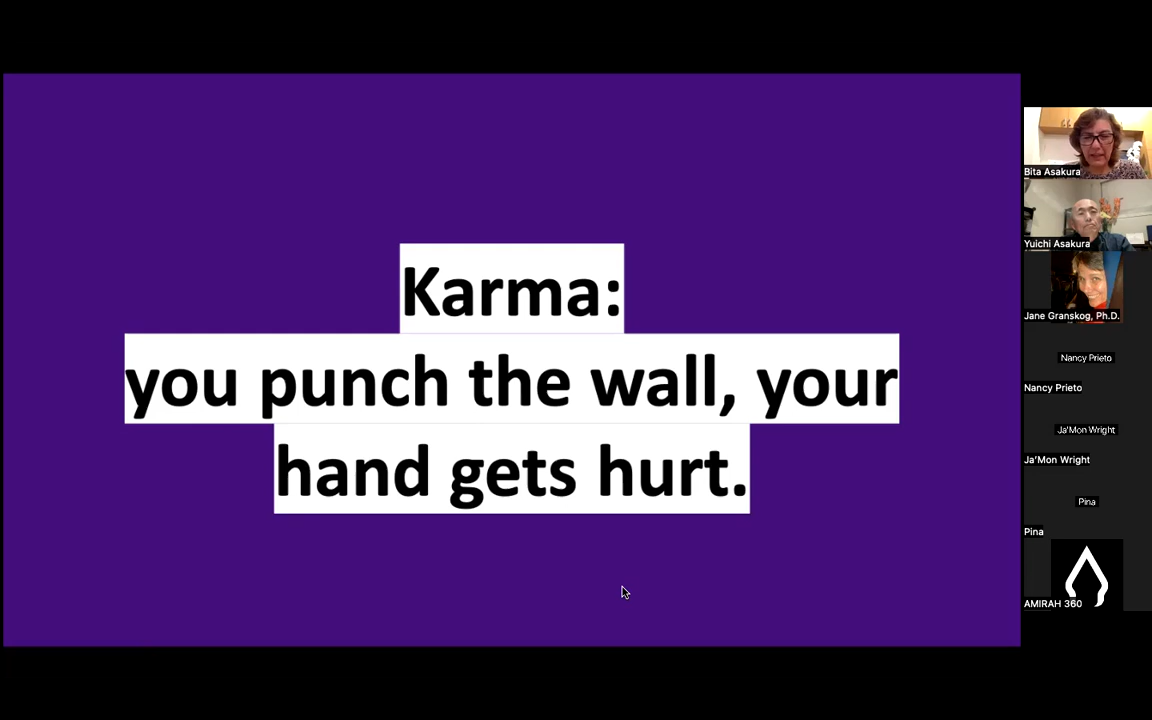 Karma:
you punch the wall, your
hand gets hurt.
Bita Asakura
Yuichi Asakura
Jane Granskog, Ph.D.
Nancy Prieto
Nancy Prieto
Ja'Mon Wright
Ja'Mon Wright
Pina
Pina
AMIRAH 360